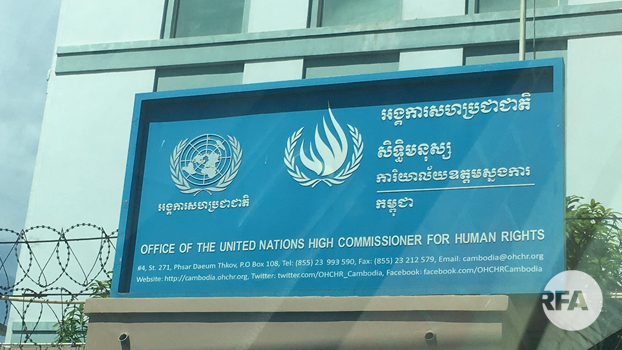 អង្គការសហប្រជាជាតិ
សិទ្ធិមនុស្ស
ការិយាល័យឧត្តមស្នងការ
កម្ពុជា
អង្គការសហប្រជាជាតិ
OFFICE OF THE UNITED NATIONS HIGH COMMISSIONER FOR HUMAN RIGHTS
#4, St. 271, Phsar Daeum Thkov, P.O Box 108, Tel: (855) 23 993 590, Fax: (855) 23 212 579, Email: cambodia@ohchr.org
Website: http://cambodia.ohchr.org, Twitter: twitter.com/OHCHR_Cambodia, Facebook: facebook.com/OHCHRCambodia
RFA